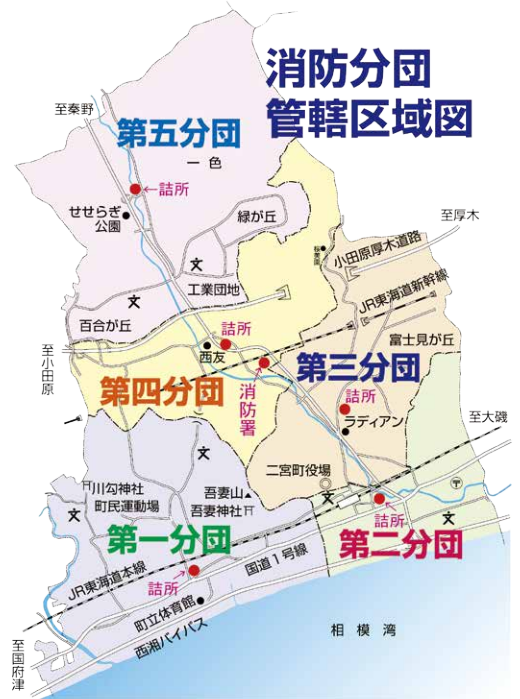 消防分団
管轄区域図
至秦野
第五分団
一色
詰所
せせらぎ
公園
緑が丘
至厚木
小田原厚木道路
工業団地
JR東海道新幹線
百合が丘
詰所
富士見が丘
至小田原
西友
第三分団
第四分団
消防署
詰所
ラディアン
至大磯
二宮町役場
川勾神社
町民運動場
吾妻山
吾妻神社
詰所
第一分団
第二分団
国道1号線
JR東海道本線
詰所
町立体育館
西湘バイパス
相模湾
至国府津